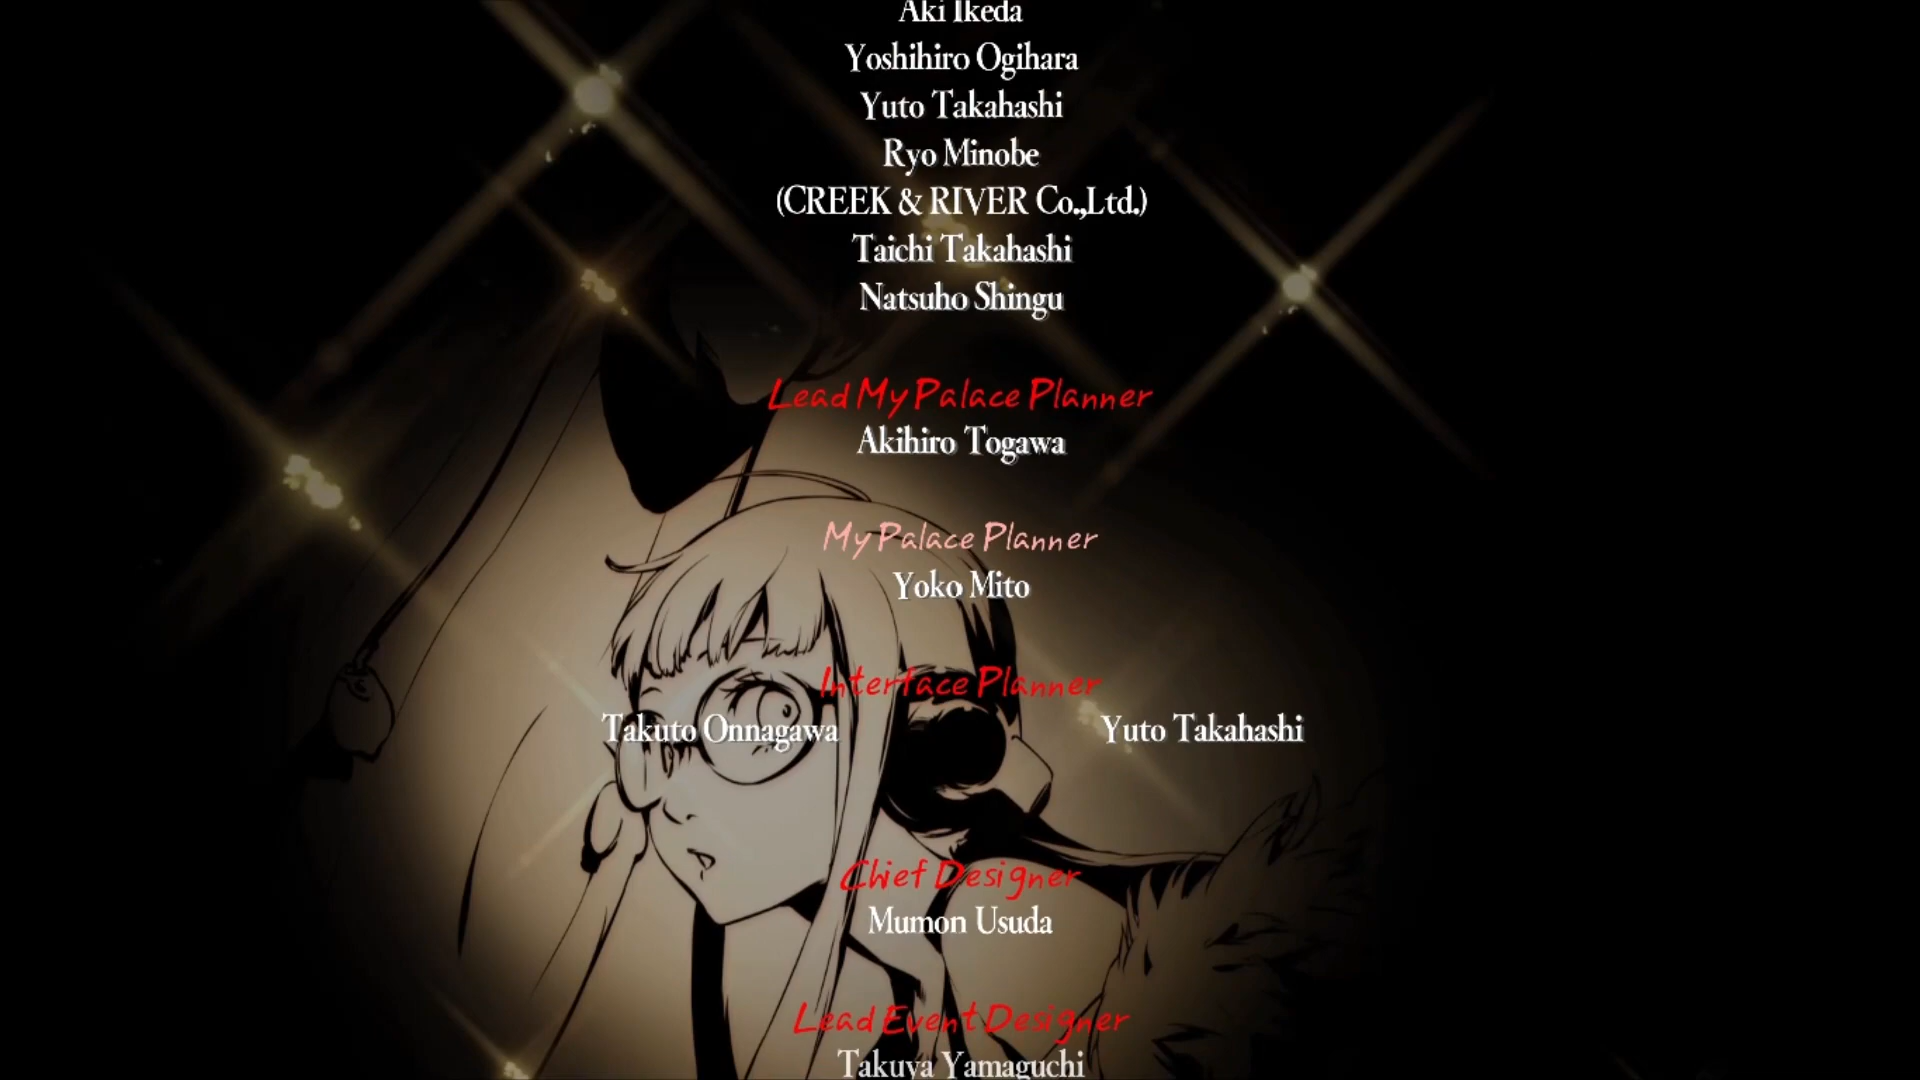 Aki Ikeda
Yoshihiro Ogihara
Yuto Takahashi
Ryo Minobe
(CREEK & RIVER Co.,Ltd.)
Taichi Takahashi
Natsuho Shingu
Lead My Palace Planner
Akihiro Togawa
My Palace Planner
Yoko Mito
Interface Planner
Takuto Onnagawa Yuto Takahashi
Chief Designer
Mumon Usuda
Lead Event Designer
Takuya Yamaguchi